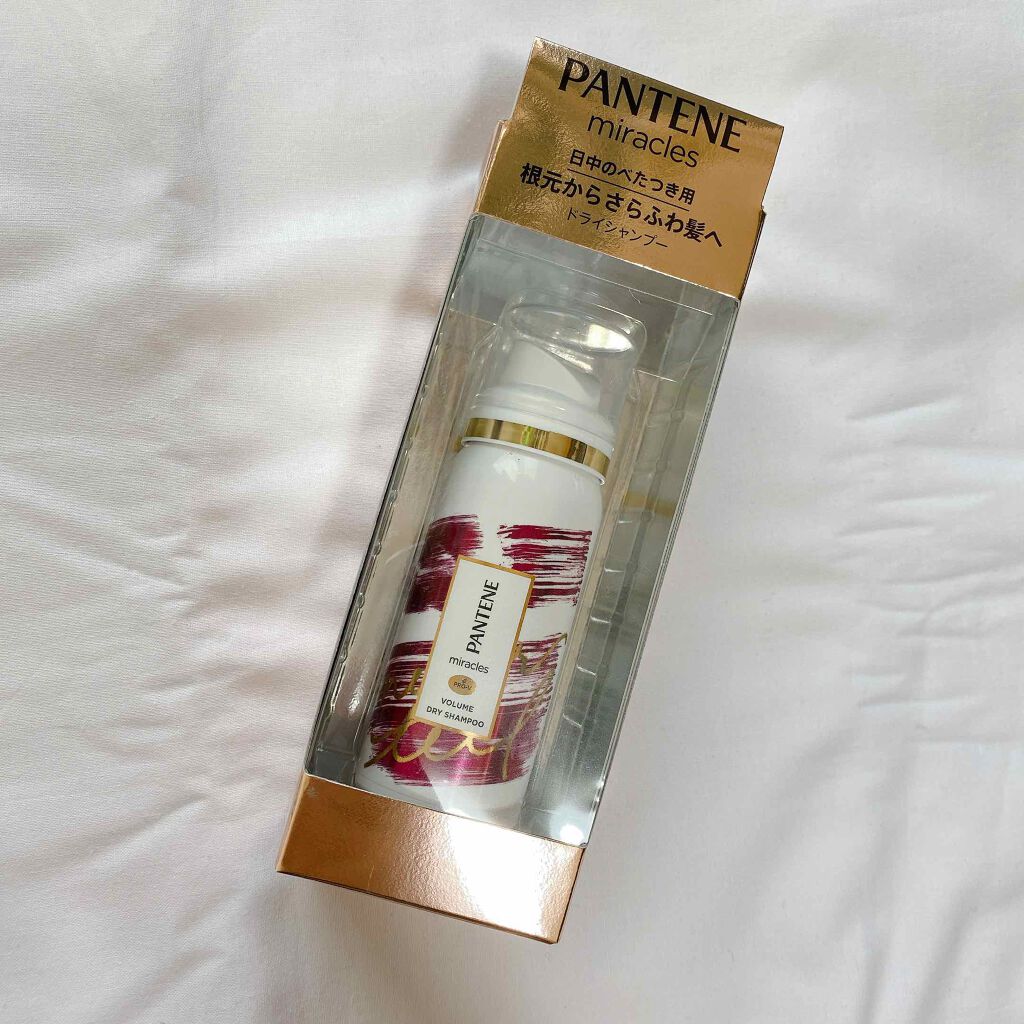 PANTENE
miracles
日中のべたつき用
根元からさらふわ髪へ
ドライシャンプー
PANTENE
miracles
PRO-V
VOLUME
DRY SHAMPOO